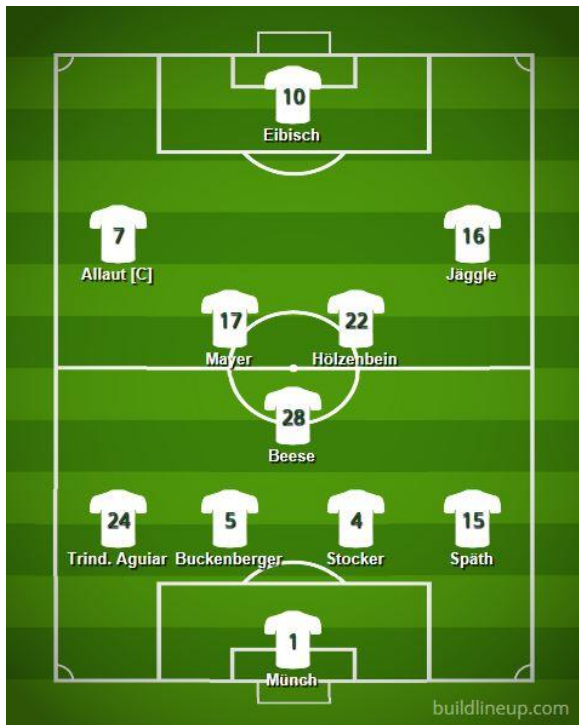 10
Eibisch
7
Allaut [C]
16
Jäggle
17
Mayer
22
Hölzenbein
28
Beese
24
Trind. Aguiar
5
Buckenberger
4
Stocker
15
Späth
1
Münch
buildlineup.com